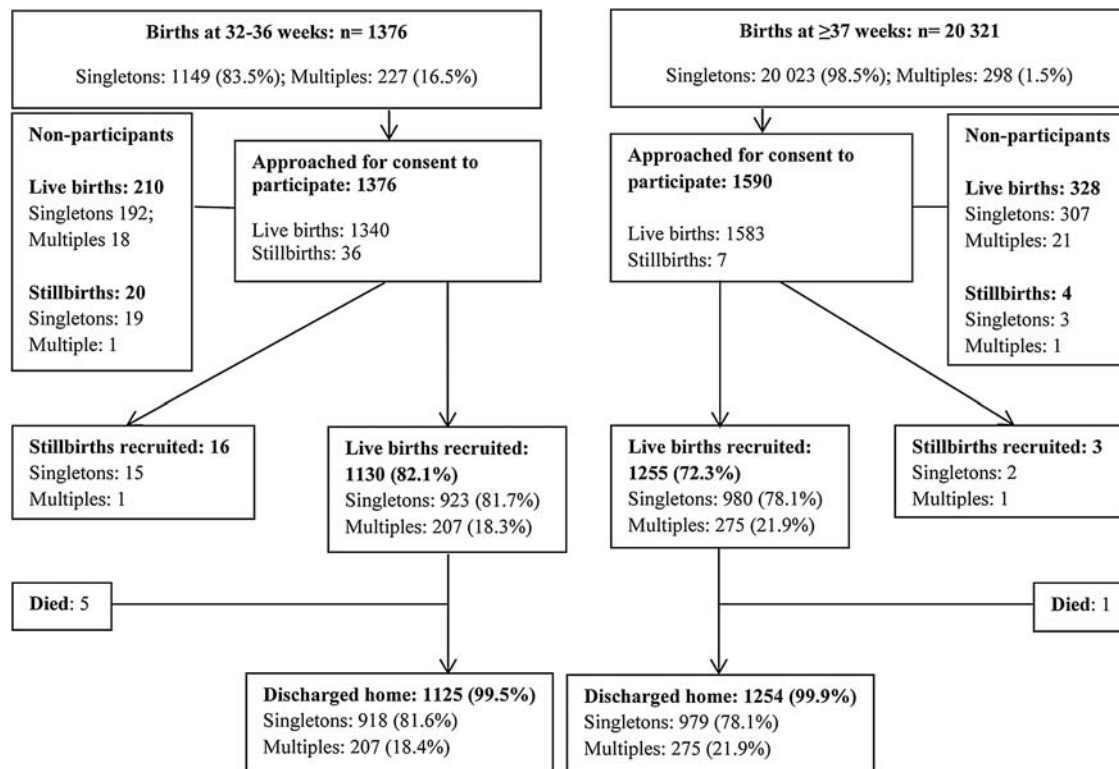 Births at 32-36 weeks: n= 1376
Singletons: 1149 (83.5%); Multiples: 227 (16.5%)
Non-participants
Live births: 210
Singletons 192;
Multiples 18
Stillbirths: 20
Singletons: 19
Multiple: 1
Approached for consent to
participate: 1376
Live births: 1340
Stillbirths: 36
Stillbirths recruited: 16
Singletons: 15
Multiples: 1
Live births recruited:
1130 (82.1%)
Singletons: 923 (81.7%)
Multiples: 207 (18.3%)
Died: 5
Discharged home: 1125 (99.5%)
Singletons: 918 (81.6%)
Multiples: 207 (18.4%)
Births at ≥37 weeks: n= 20 321
Singletons: 20 023 (98.5%); Multiples: 298 (1.5%)
Approached for consent to
participate: 1590
Live births: 1583
Stillbirths: 7
Non-participants
Live births: 328
Singletons: 307
Multiples: 21
Stillbirths: 4
Singletons: 3
Multiples: 1
Live births recruited:
1255 (72.3%)
Singletons: 980 (78.1%)
Multiples: 275 (21.9%)
Stillbirths recruited: 3
Singletons: 2
Multiples: 1
Died: 1
Discharged home: 1254 (99.9%)
Singletons: 979 (78.1%)
Multiples: 275 (21.9%)